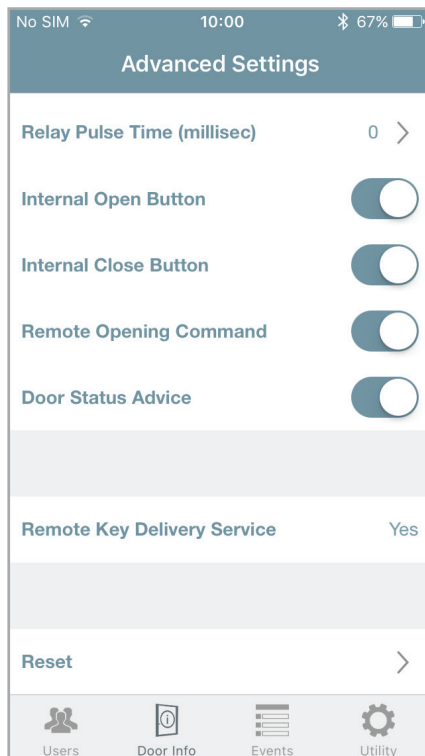 No SIM 10:00 67%
Advanced Settings
Relay Pulse Time (millisec) 0
Internal Open Button
Internal Close Button
Remote Opening Command
Door Status Advice
Remote Key Delivery Service Yes
Reset
Users Door Info Events Utility